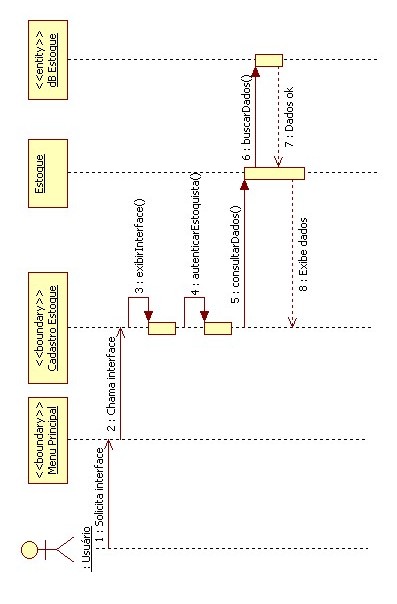 : Usuário
<<boundary>>
Menu Principal
<<boundary>>
Cadastro Estoque
Estoque
<<entity>>
dB Estoque
1 : Solicita interface
2 : Chama interface
3 : exibirInterface()
4 : autenticarEstoquista()
5 : consultarDados()
6 : buscarDados()
7 : Dados ok
8 : Exibe dados